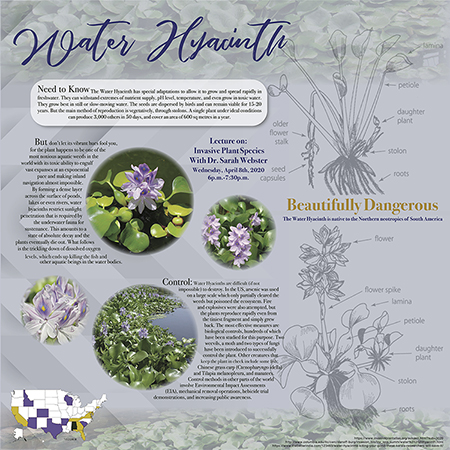 Water Hyacinth
Need to Know The Water Hyacinth has special adaptations to allow it to grow and spread rapidly in
freshwater. They can withstand extremes of nutrient supply, pH level, temperature, and even grow in toxic water.
They grow best in still or slow-moving water. The seeds are dispersed by birds and can remain viable for 15-20
years. But the main method of reproduction is vegetatively, through stolons. A single plant under ideal conditions
can produce 3,000 others in 50 days, and cover an area of 600 sq metres in a year.
But, don't let its vibrant hues fool you,
for the plant happens to be one of the
most noxious aquatic weeds in the
world with its toxic ability to engulf
vast expanses at an exponential
pace and making inland
navigation almost impossible.
By forming a dense layer
across the surface of ponds,
lakes or even rivers, water
Hyacinths restrict sunlight
penetration that is required by
the underwater fauna for
sustenance. This amounts to a
state of absolute decay and the
plants eventually die out. What follows
is the trickling down of dissolved oxygen
levels, which ends up killing the fish and
other aquatic beings in the water bodies.
Lecture on:
Invasive Plant Species
With Dr. Sarah Webster
Wednesday, April 8th, 2020
6p.m.-7:30p.m.
lamina
petiole
daughter
plant
older
flower
stalk
stolon
seed
capsules
roots
Beautifully Dangerous
The Water Hyacinth is native to the Northern neotropics of South America
flower
flower spike
lamina
petiole
daughter
plant
stolon
roots
Control: Water Hyacinths are difficult (if not
impossible) to destroy. In the US, arsenic was used
on a large scale which only partially cleared the
weeds but poisoned the ecosystem. Fire
and explosives were also attempted, but
the plants reproduce rapidly even from
the tiniest fragment and simply grew
back. The most effective measures are
biological controls, hundreds of which
have been studied for this purpose. Two
weevils, a moth and two types of fungi
have been introduced to successfully
control the plant. Other creatures that
keep the plant in check include some fish;
Chinese grass carp (Ctenopharyngo idella)
and Tilapia melanopleura, and manatees.
Control methods in other parts of the world
involve Environmental Impact Assessments
(EIA), mechanical removal operations, herbicide trial
demonstrations, and increasing public awareness.